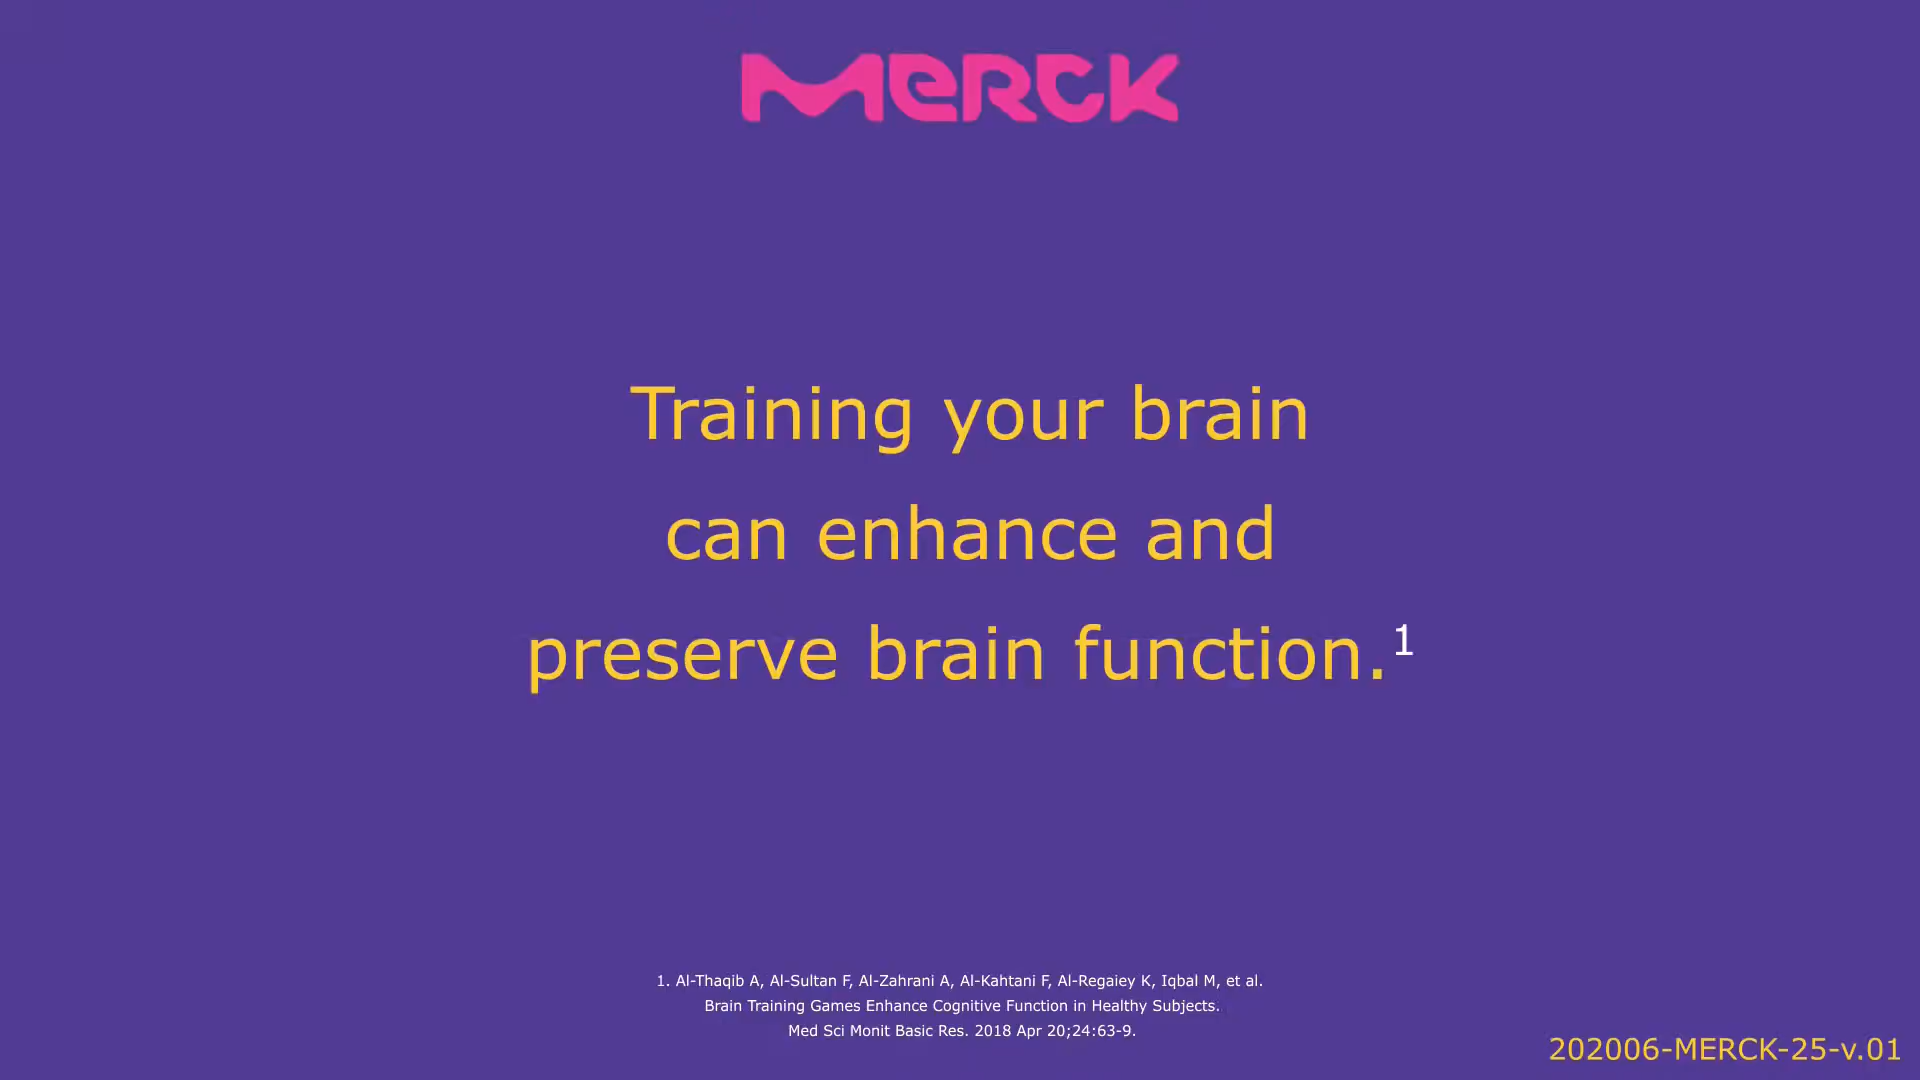 MERCK
Training your brain
can enhance and
preserve brain function.1
1. Al-Thaqib A, Al-Sultan F, Al-Zahrani A, Al-Kahtani F, Al-Regaiey K, Iqbal M, et al.
Brain Training Games Enhance Cognitive Function in Healthy Subjects.
Med Sci Monit Basic Res. 2018 Apr 20;24:63-9.
202006-MERCK-25-v.01